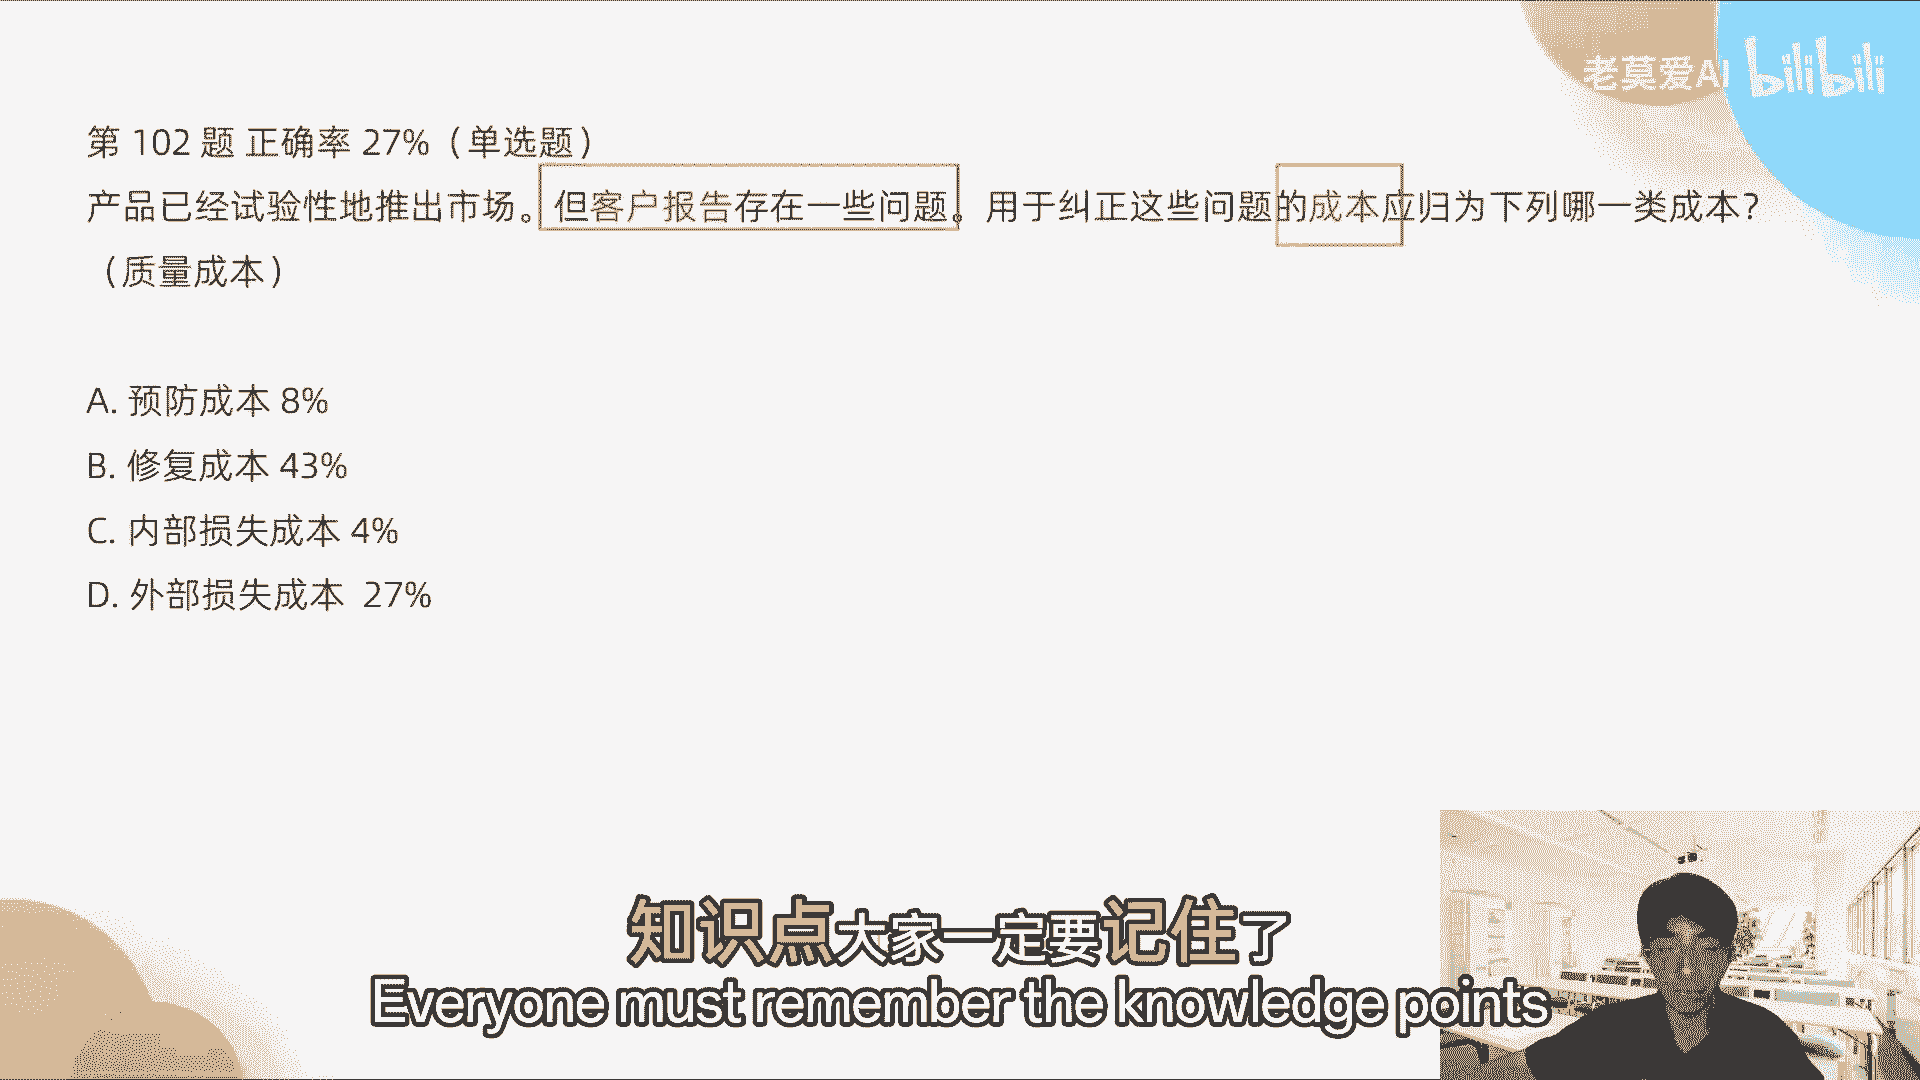 老莫爱AI bilibili
第 102 题 正确率 27%（单选题）
产品已经试验性地推出市场。但客户报告存在一些问题。用于纠正这些问题的成本应归为下列哪一类成本？
（质量成本）
A. 预防成本 8%
B. 修复成本 43%
C. 内部损失成本 4%
D. 外部损失成本 27%
知识点大家一定要记住了
Everyone must remember the knowledge points